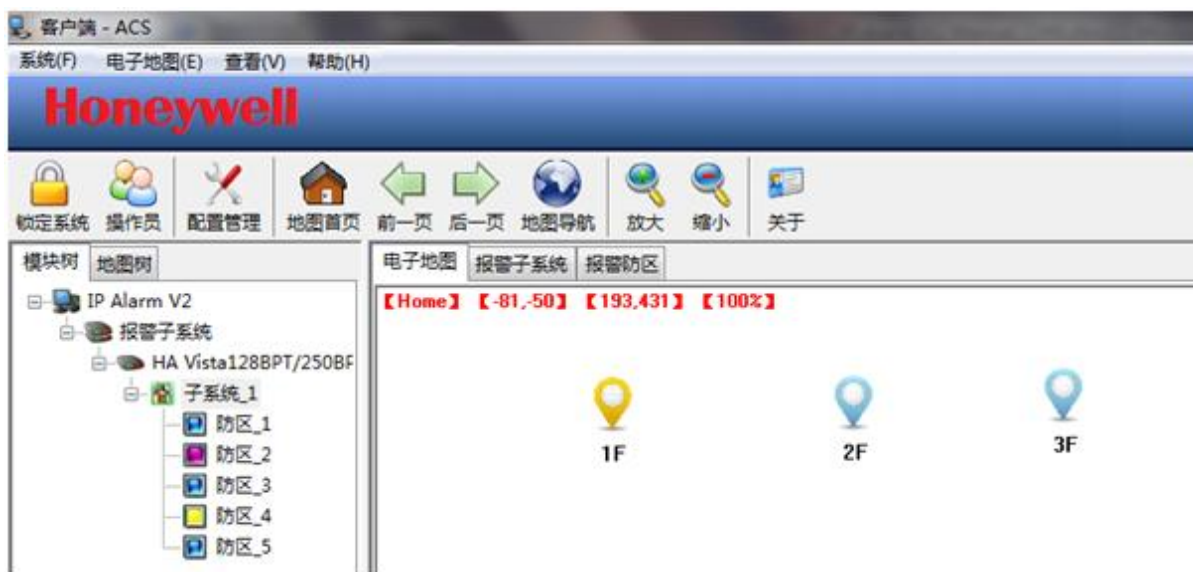 客户端 - ACS
系统(F) 电子地图(E) 查看(V) 帮助(H)
Honeywell
锁定系统 操作员 配置管理 地图首页 前一页 后一页 地图导航 放大 缩小 关于
模块树 地图树
电子地图 报警子系统 报警防区
IP Alarm V2
【Home】【-81,-50】【193,431】【100%】
报警子系统
HA Vista128BPT/250BF
子系统_1
防区_1
防区_2
防区_3
防区_4
防区_5
1F 2F 3F